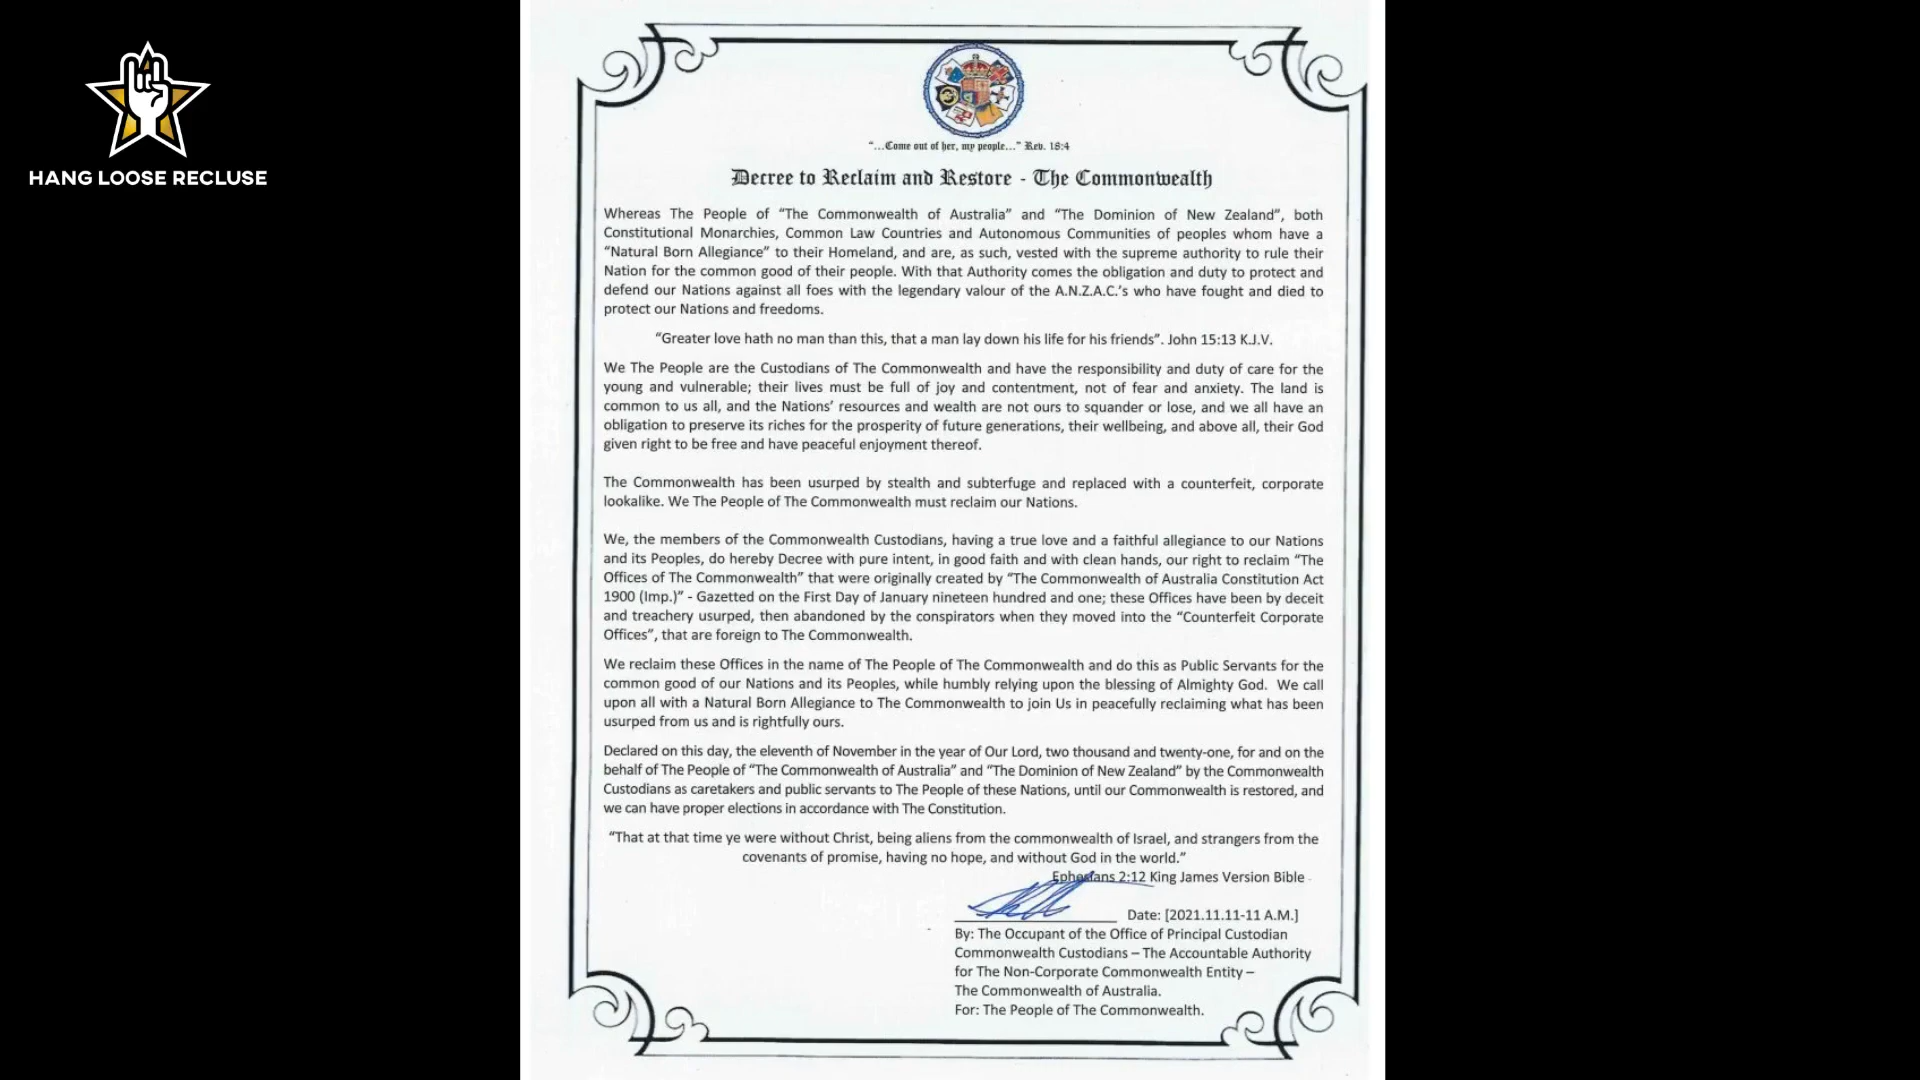 HANG LOOSE RECLUSE
“...Come out of her, my people...” Rev. 18:4
Decree to Reclaim and Restore - The Commonwealth
Whereas The People of “The Commonwealth of Australia” and “The Dominion of New Zealand”, both
Constitutional Monarchies, Common Law Countries and Autonomous Communities of peoples whom have a
“Natural Born Allegiance” to their Homeland, and are, as such, vested with the supreme authority to rule their
Nation for the common good of their people. With that Authority comes the obligation and duty to protect and
defend our Nations against all foes with the legendary valour of the A.N.Z.A.C.’s who have fought and died to
protect our Nations and freedoms.
“Greater love hath no man than this, that a man lay down his life for his friends”. John 15:13 K.J.V.
We The People are the Custodians of The Commonwealth and have the responsibility and duty of care for the
young and vulnerable; their lives must be full of joy and contentment, not of fear and anxiety. The land is
common to us all, and the Nations’ resources and wealth are not ours to squander or lose, and we all have an
obligation to preserve its riches for the prosperity of future generations, their wellbeing, and above all, their God
given right to be free and have peaceful enjoyment thereof.
The Commonwealth has been usurped by stealth and subterfuge and replaced with a counterfeit, corporate
lookalike. We The People of The Commonwealth must reclaim our Nations.
We, the members of the Commonwealth Custodians, having a true love and a faithful allegiance to our Nations
and its Peoples, do hereby Decree with pure intent, in good faith and with clean hands, our right to reclaim “The
Offices of The Commonwealth” that were originally created by “The Commonwealth of Australia Constitution Act
1900 (Imp.)” - Gazetted on the First Day of January nineteen hundred and one; these Offices have been by deceit
and treachery usurped, then abandoned by the conspirators when they moved into the “Counterfeit Corporate
Offices”, that are foreign to The Commonwealth.
We reclaim these Offices in the name of The People of The Commonwealth and do this as Public Servants for the
common good of our Nations and its Peoples, while humbly relying upon the blessing of Almighty God. We call
upon all with a Natural Born Allegiance to The Commonwealth to join Us in peacefully reclaiming what has been
usurped from us and is rightfully ours.
Declared on this day, the eleventh of November in the year of Our Lord, two thousand and twenty-one, for and on the
behalf of The People of “The Commonwealth of Australia” and “The Dominion of New Zealand” by the Commonwealth
Custodians as caretakers and public servants to The People of these Nations, until our Commonwealth is restored, and
we can have proper elections in accordance with The Constitution.
“That at that time ye were without Christ, being aliens from the commonwealth of Israel, and strangers from the
covenants of promise, having no hope, and without God in the world.”
Ephesians 2:12 King James Version Bible
Date: [2021.11.11-11 A.M.]
By: The Occupant of the Office of Principal Custodian
Commonwealth Custodians – The Accountable Authority
for The Non-Corporate Commonwealth Entity –
The Commonwealth of Australia.
For: The People of The Commonwealth.